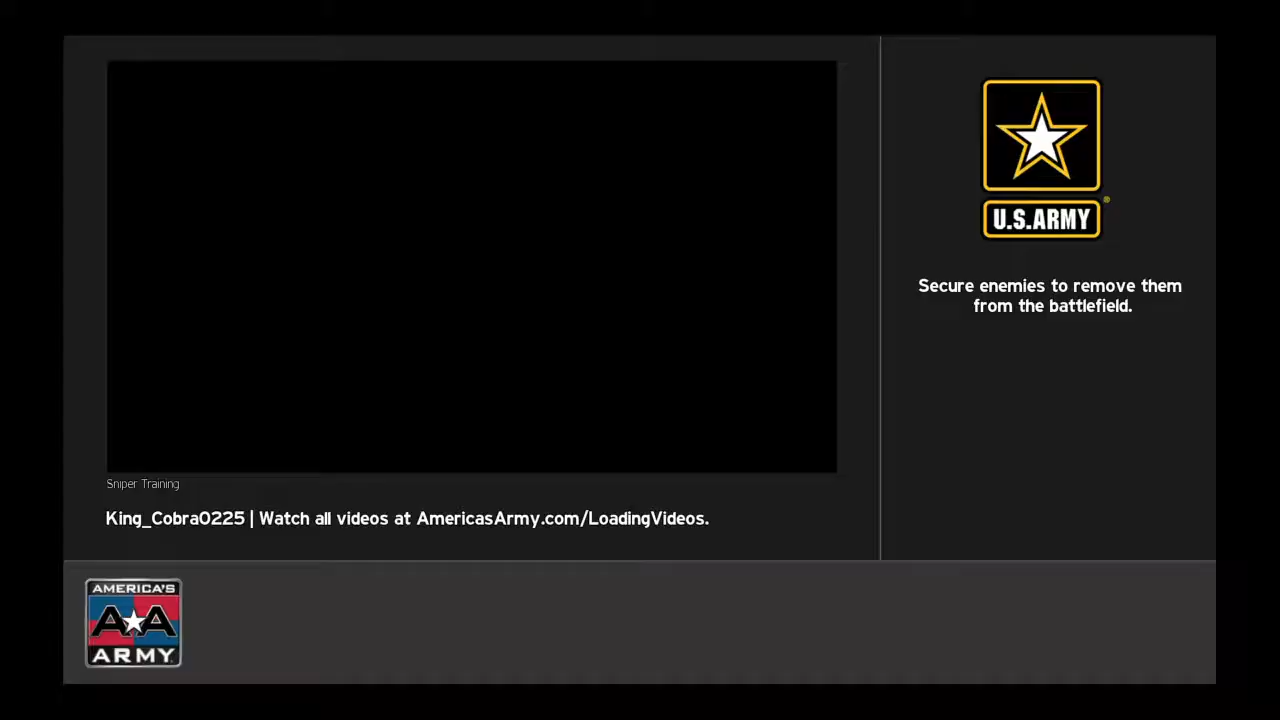 U.S.ARMY
®
Secure enemies to remove them
from the battlefield.
Sniper Training
King_Cobra0225 | Watch all videos at AmericasArmy.com/LoadingVideos.
AMERICA'S
AA
ARMY